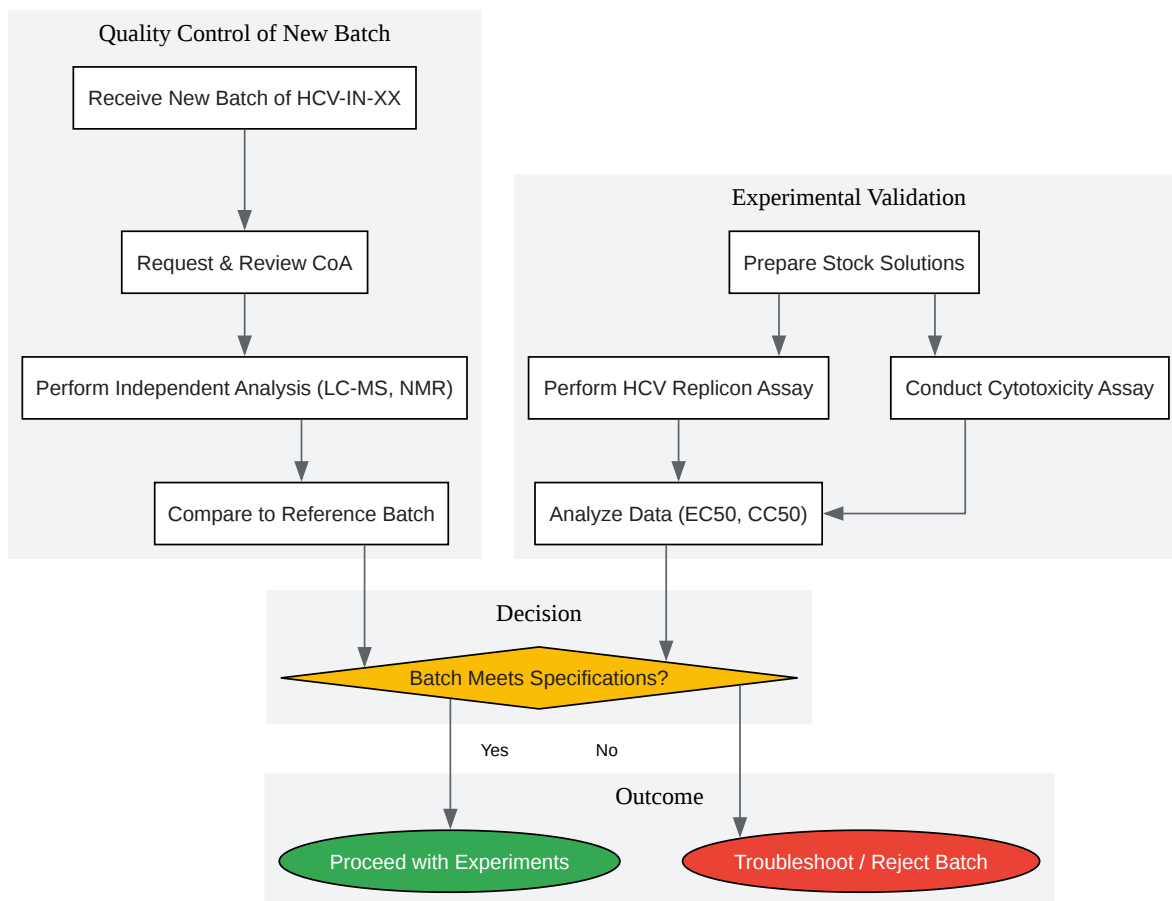 Quality Control of New Batch
Receive New Batch of HCV-IN-XX
Request & Review CoA
Perform Independent Analysis (LC-MS, NMR)
Compare to Reference Batch
Experimental Validation
Prepare Stock Solutions
Perform HCV Replicon Assay
Conduct Cytotoxicity Assay
Analyze Data (EC50, CC50)
Decision
Batch Meets Specifications?
Yes
No
Outcome
Proceed with Experiments
Troubleshoot / Reject Batch